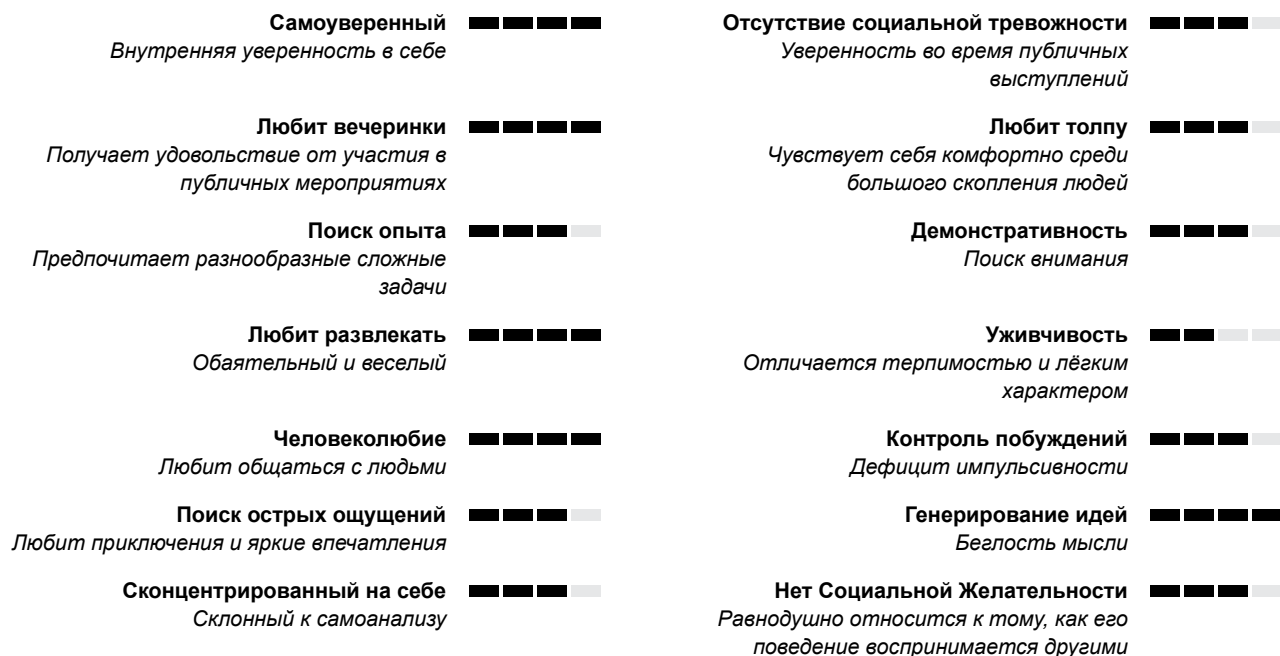 Самоуверенный
Внутренняя уверенность в себе
Любит вечеринки
Получает удовольствие от участия в
публичных мероприятиях
Поиск опыта
Предпочитает разнообразные сложные
задачи
Любит развлекать
Обаятельный и веселый
Человеколюбие
Любит общаться с людьми
Поиск острых ощущений
Любит приключения и яркие впечатления
Сконцентрированный на себе
Склонный к самоанализу
Отсутствие социальной тревожности
Уверенность во время публичных
выступлений
Любит толпу
Чувствует себя комфортно среди
большого скопления людей
Демонстративность
Поиск внимания
Уживчивость
Отличается терпимостью и лёгким
характером
Контроль побуждений
Дефицит импульсивности
Генерирование идей
Беглость мысли
Нет Социальной Желательности
Равнодушно относится к тому, как его
поведение воспринимается другими